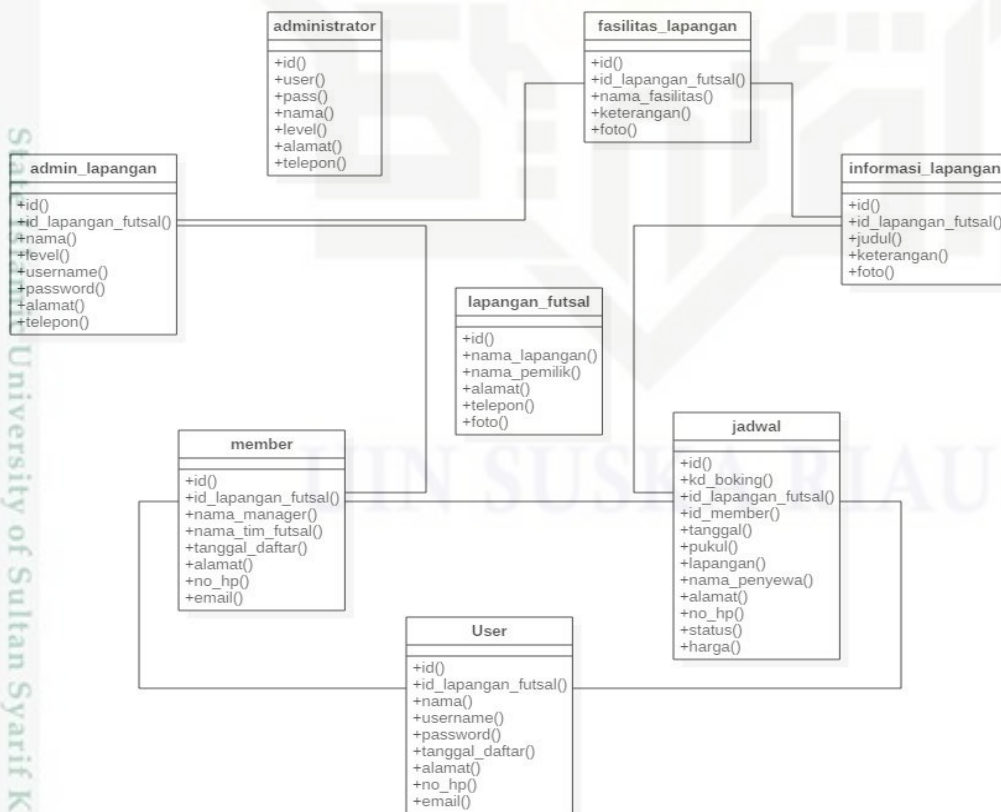 administrator
+id()
+user()
+pass()
+nama()
+level()
+alamat()
+telepon()
fasilitas_lapangan
+id()
+id_lapangan_futsal()
+nama_fasilitas()
+keterangan()
+foto()
admin_lapangan
+id()
+id_lapangan_futsal()
+nama()
+level()
+username()
+password()
+alamat()
+telepon()
informasi_lapangan
+id()
+id_lapangan_futsal()
+judul()
+keterangan()
+foto()
lapangan_futsal
+id()
+nama_lapangan()
+nama_pemilik()
+alamat()
+telepon()
+foto()
member
+id()
+id_lapangan_futsal()
+nama_manager()
+nama_tim_futsal()
+tanggal_daftar()
+alamat()
+no_hp()
+email()
jadwal
+id()
+kd_boking()
+id_lapangan_futsal()
+id_member()
+tanggal()
+pukul()
+lapangan()
+nama_penyewa()
+alamat()
+no_hp()
+status()
+harga()
User
+id()
+id_lapangan_futsal()
+nama()
+username()
+password()
+tanggal_daftar()
+alamat()
+no_hp()
+email()
UIN SUSKA RIAU
State Islamic University of Sultan Syarif K